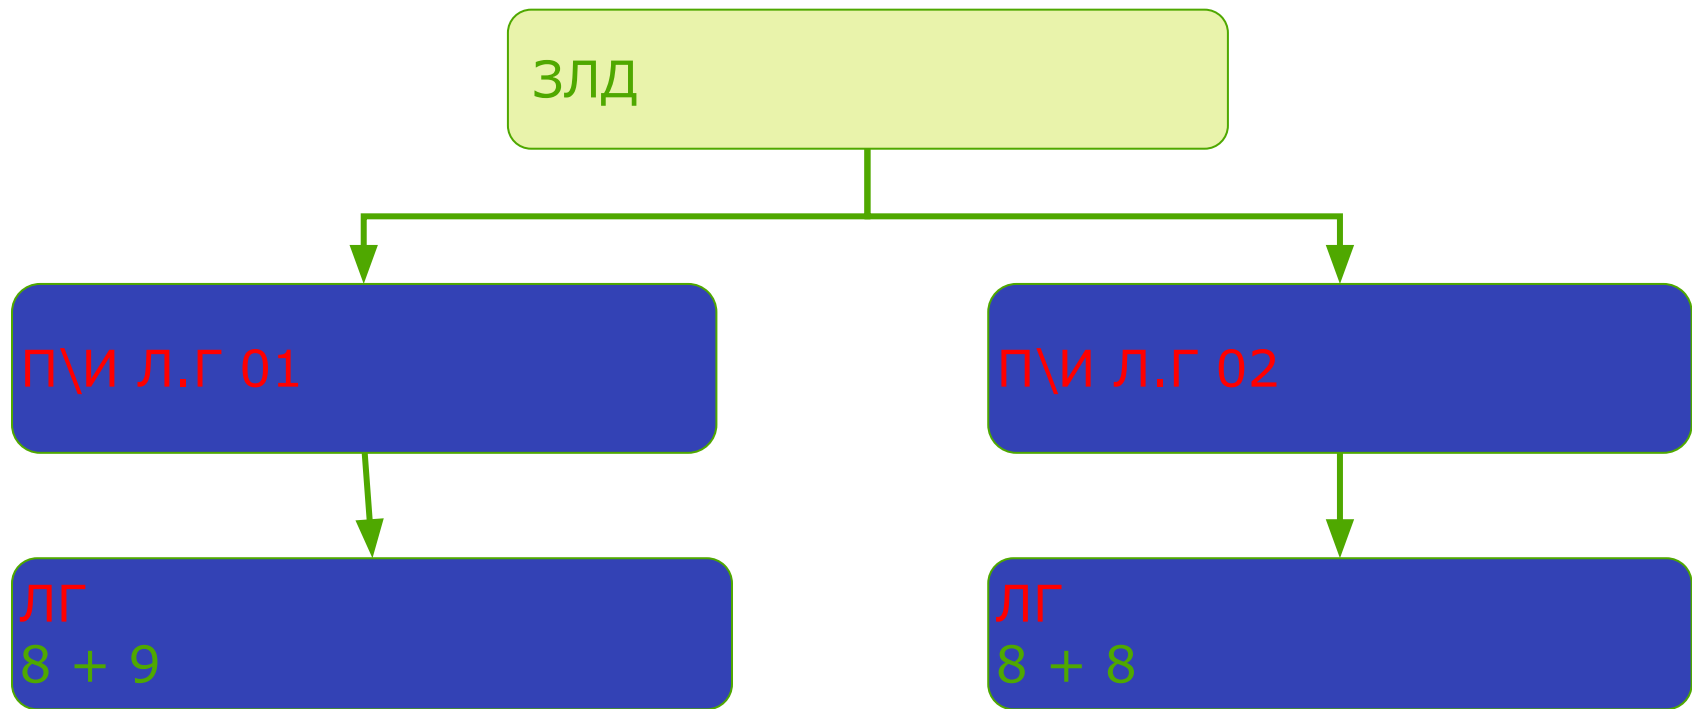 ЗЛД
П\И Л.Г 01
П\И Л.Г 02
ЛГ
8 + 9
ЛГ
8 + 8